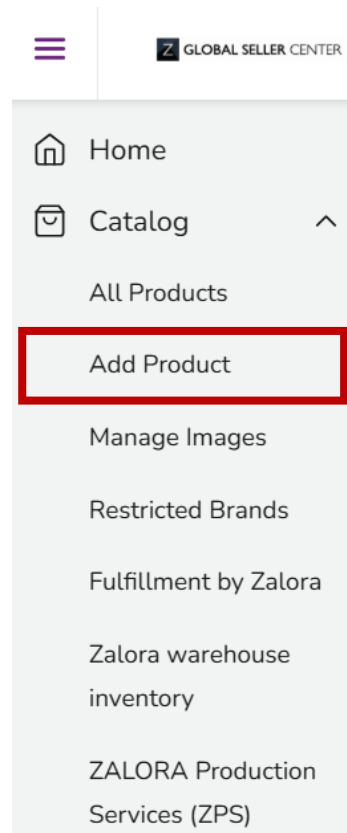 Z GLOBAL SELLER CENTER
Home
Catalog
All Products
Add Product
Manage Images
Restricted Brands
Fulfillment by Zalora
Zalora warehouse
inventory
ZALORA Production
Services (ZPS)